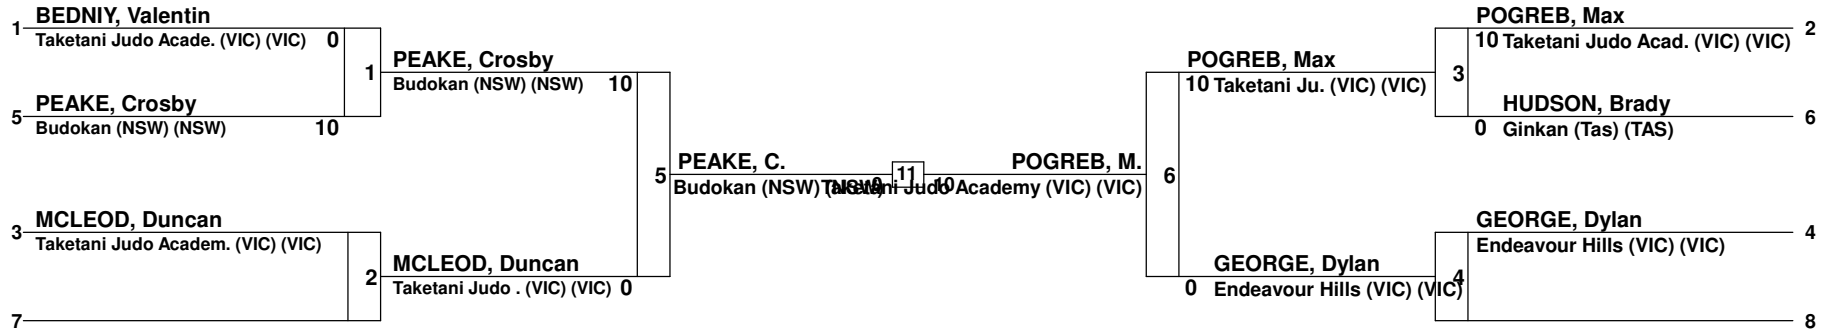 1
BEDNIY, Valentin
Taketani Judo Acade. (VIC) (VIC) 0
1
5
PEAKE, Crosby
Budokan (NSW) (NSW) 10
PEAKE, Crosby
Budokan (NSW) (NSW) 10
3
MCLEOD, Duncan
Taketani Judo Academ. (VIC) (VIC)
2
7
MCLEOD, Duncan
Taketani Judo . (VIC) (VIC) 0
5
PEAKE, C.
Budokan (NSW) (NSW) 0
11
POGREB, M.
10
Taketani Judo Academy (VIC) (VIC)
6
POGREB, Max
10 Taketani Ju. (VIC) (VIC)
GEORGE, Dylan
0 Endeavour Hills (VIC) (VIC)
3
POGREB, Max
10 Taketani Judo Acad. (VIC) (VIC)
2
HUDSON, Brady
0 Ginkan (Tas) (TAS)
6
4
GEORGE, Dylan
Endeavour Hills (VIC) (VIC)
4
8